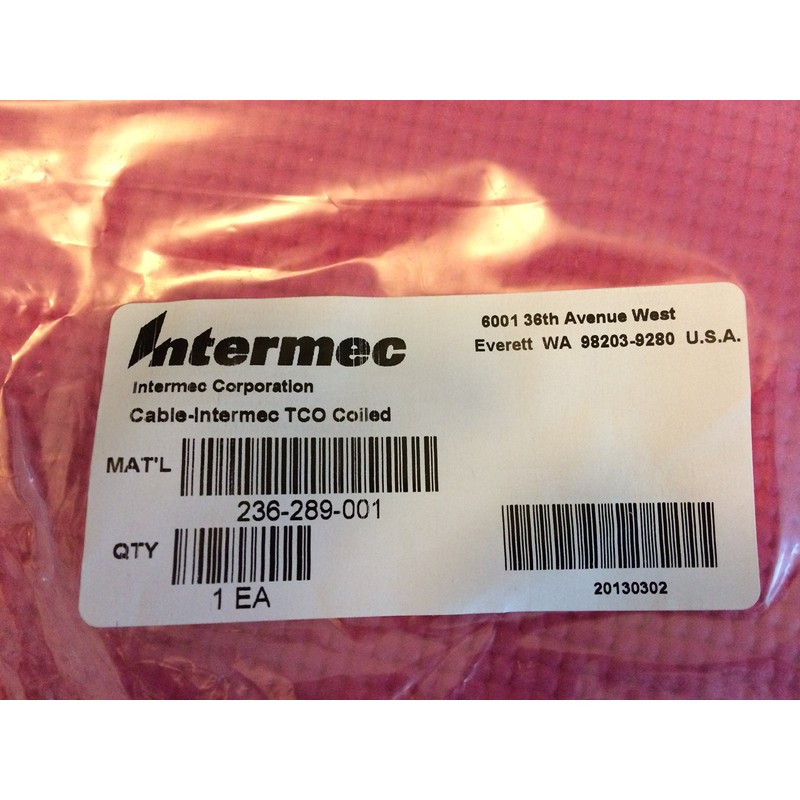 Intermec
Intermec Corporation
Cable-Intermec TCO Coiled
6001 36th Avenue West
Everett WA 98203-9280 U.S.A.
MAT'L
236-289-001
QTY
1 EA
20130302